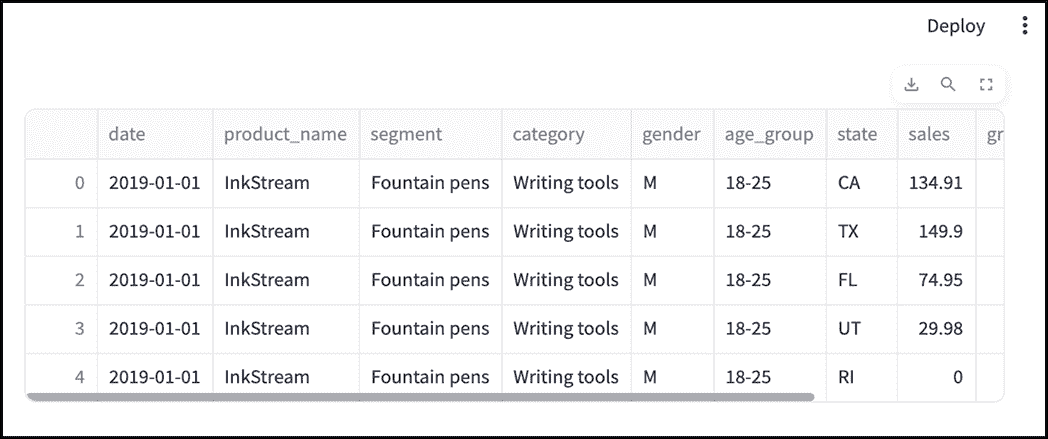 Deploy
date product_name segment category gender age_group state sales gr
0 2019-01-01 InkStream Fountain pens Writing tools M 18-25 CA 134.91
1 2019-01-01 InkStream Fountain pens Writing tools M 18-25 TX 149.9
2 2019-01-01 InkStream Fountain pens Writing tools M 18-25 FL 74.95
3 2019-01-01 InkStream Fountain pens Writing tools M 18-25 UT 29.98
4 2019-01-01 InkStream Fountain pens Writing tools M 18-25 RI 0